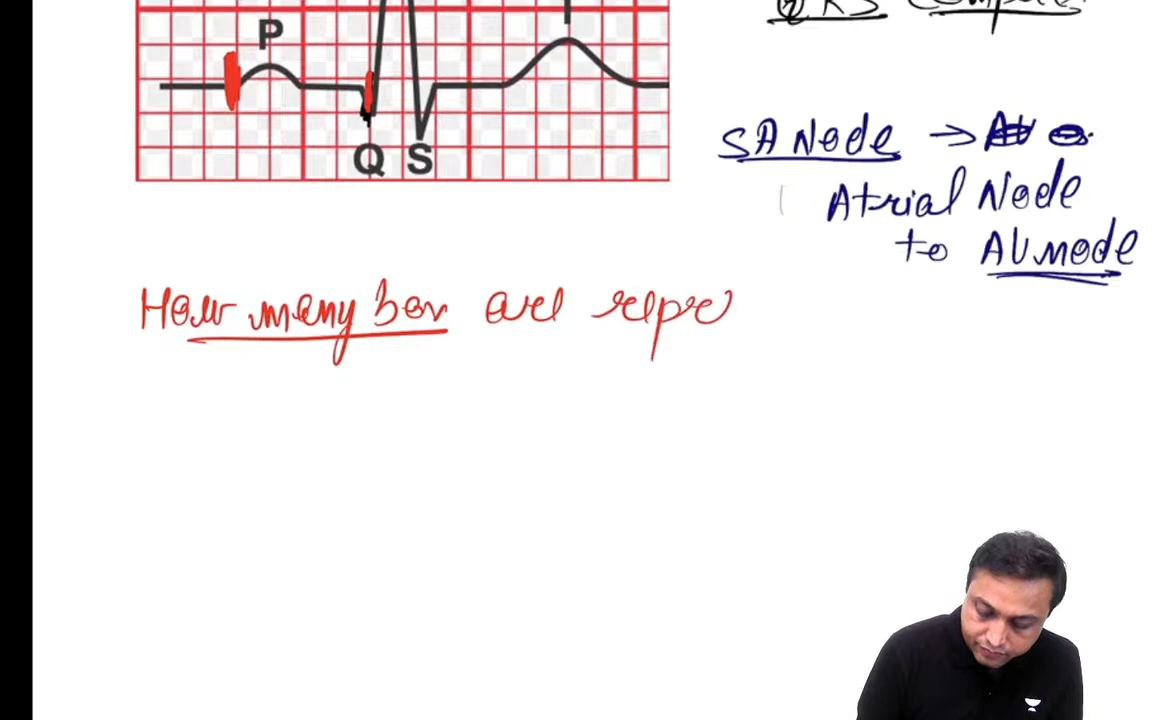 P
Q S
SA Node →
Atrial Node
to AV node
How many box are repre